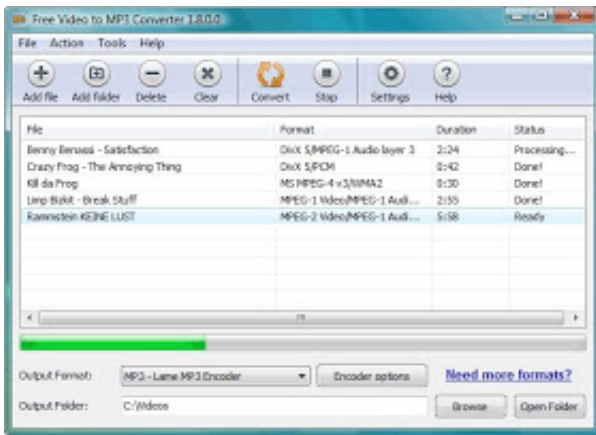 Free Video to MP3 Converter 1.8.0.0
File Action Tools Help
Add file Add folder Delete Clear Convert Stop Settings Help
File Format Duration Status
Benny Benassi - Satisfaction DivX 5/MPEG-1 Audio layer 3 2:24 Processing...
Crazy Frog - The Annoying Thing DivX 5/PCM 0:42 Done!
Kill da Frog MS MPEG-4 v3/WMA2 0:30 Done!
Limp Bizkit - Break Stuff MPEG-1 Video/MPEG-1 Audi... 2:55 Done!
Rammstein KEINE LUST MPEG-2 Video/MPEG-1 Audi... 5:58 Ready
Output Format: MP3 - Lame MP3 Encoder Encoder options Need more formats?
Output Folder: C:\Videos Browse Open Folder